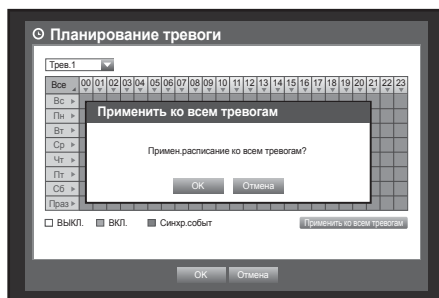 Планирование тревоги
Трев.1
Все 00 01 02 03 04 05 06 07 08 09 10 11 12 13 14 15 16 17 18 19 20 21 22 23
Вс
Пн
Вт
Ср
Чт
Пт
Сб
Праз
Применить ко всем тревогам
Примен.расписание ко всем тревогам?
OK Отмена
ВЫКЛ. ВКЛ. Синхр.событ Применить ко всем тревогам
OK Отмена